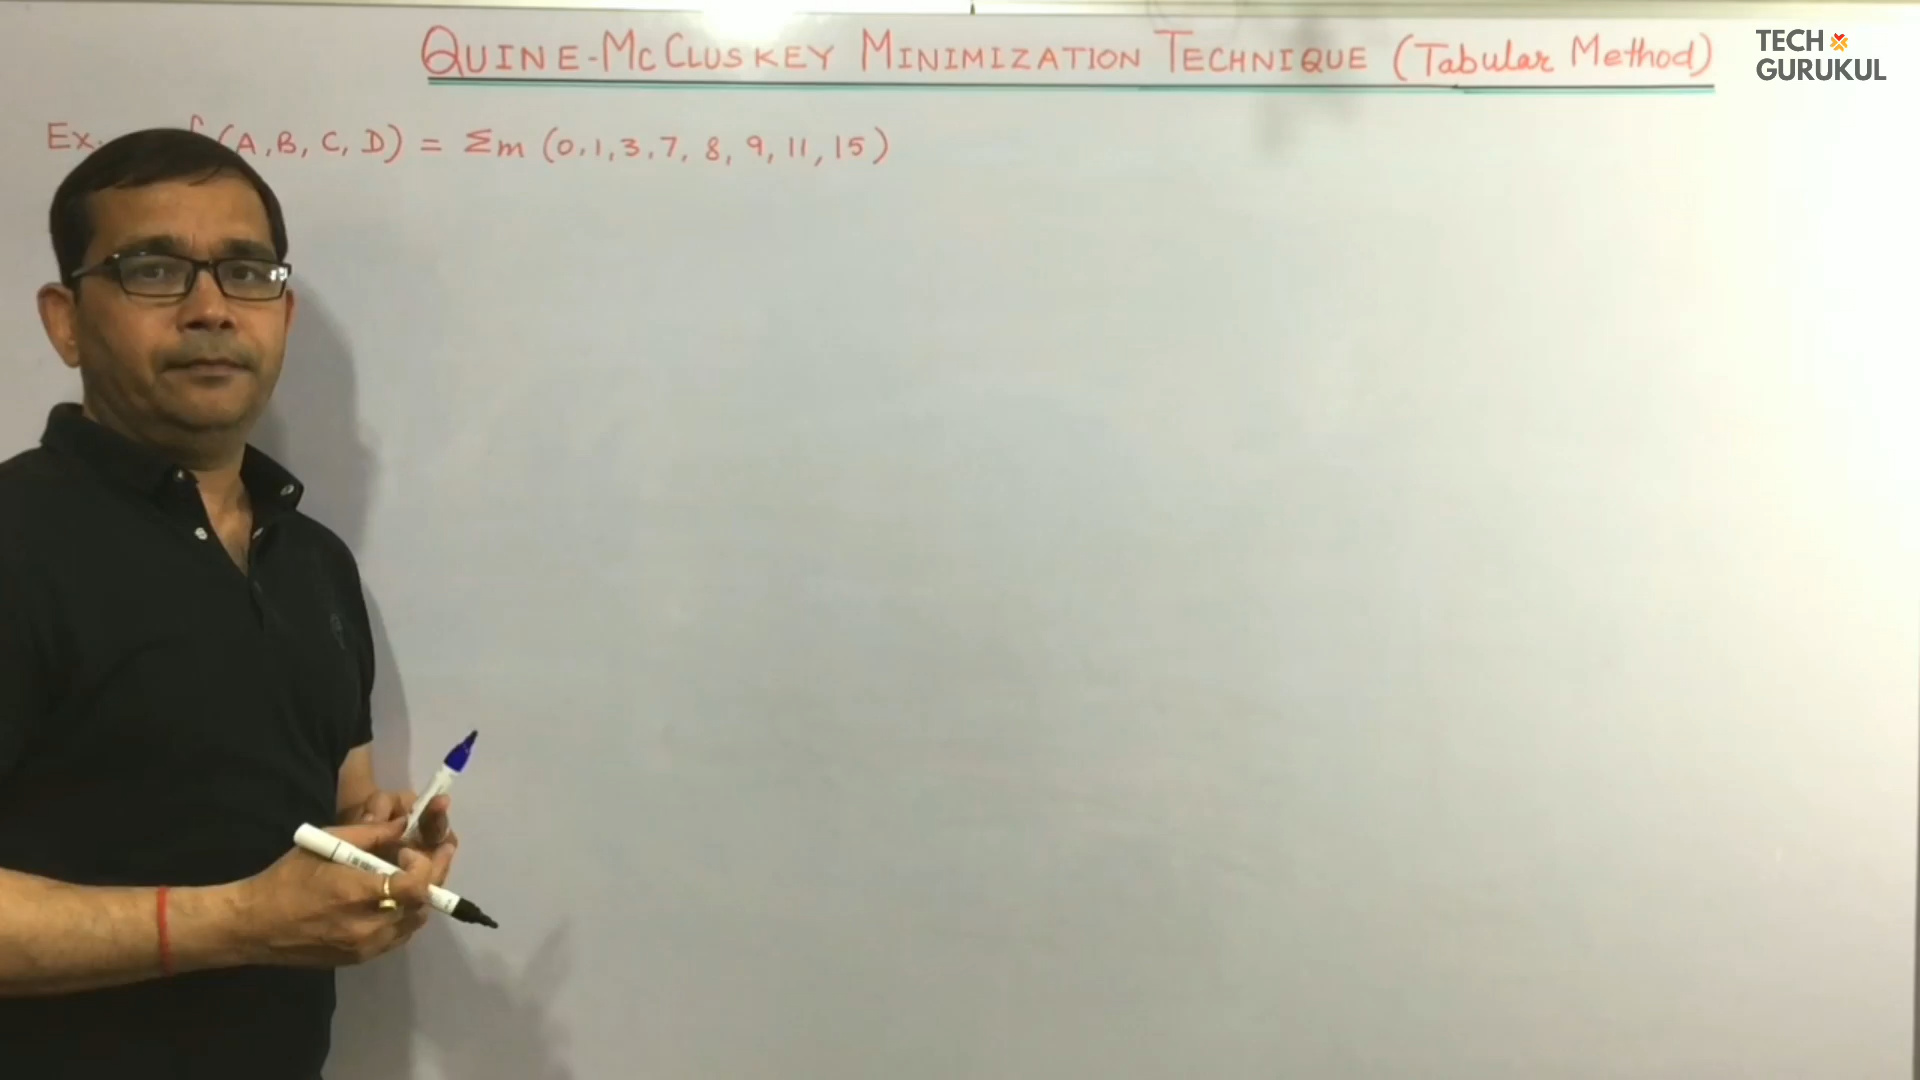 QUINE-MCCLUSKEY MINIMIZATION TECHNIQUE (Tabular Method)
TECH
GURUKUL
Ex. f (A,B, C, D) = Σm (0,1,3,7, 8, 9, 11, 15)